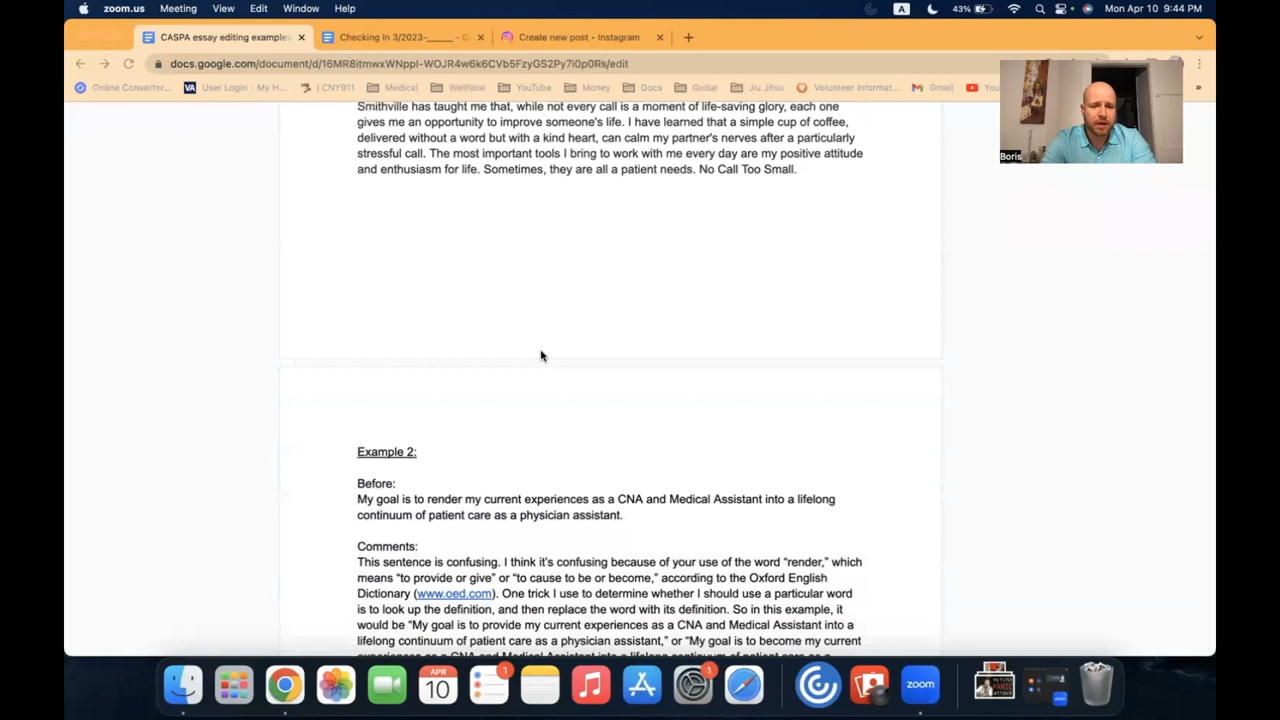 zoom.us Meeting View Edit Window Help
A 43% Mon Apr 10 9:44 PM
CASPA essay editing examples
Checking In 3/2023-_____ - G
Create new post • Instagram
docs.google.com/document/d/16MR8itmwxWNppI-WOJR4w6k6CVb5FzyGS2Py7i0p0Rs/edit
Online Converter... VA User Login - My H... | CNY911 Medical WellNow YouTube Money Docs Guitar Jiu Jitsu Volunteer Informat... Gmail You »
Boris
Smithville has taught me that, while not every call is a moment of life-saving glory, each one
gives me an opportunity to improve someone's life. I have learned that a simple cup of coffee,
delivered without a word but with a kind heart, can calm my partner's nerves after a particularly
stressful call. The most important tools I bring to work with me every day are my positive attitude
and enthusiasm for life. Sometimes, they are all a patient needs. No Call Too Small.
Example 2:
Before:
My goal is to render my current experiences as a CNA and Medical Assistant into a lifelong
continuum of patient care as a physician assistant.
Comments:
This sentence is confusing. I think it's confusing because of your use of the word “render,” which
means “to provide or give” or “to cause to be or become,” according to the Oxford English
Dictionary (www.oed.com). One trick I use to determine whether I should use a particular word
is to look up the definition, and then replace the word with its definition. So in this example, it
would be “My goal is to provide my current experiences as a CNA and Medical Assistant into a
lifelong continuum of patient care as a physician assistant,” or “My goal is to become my current
APR
10
1
1
zoom